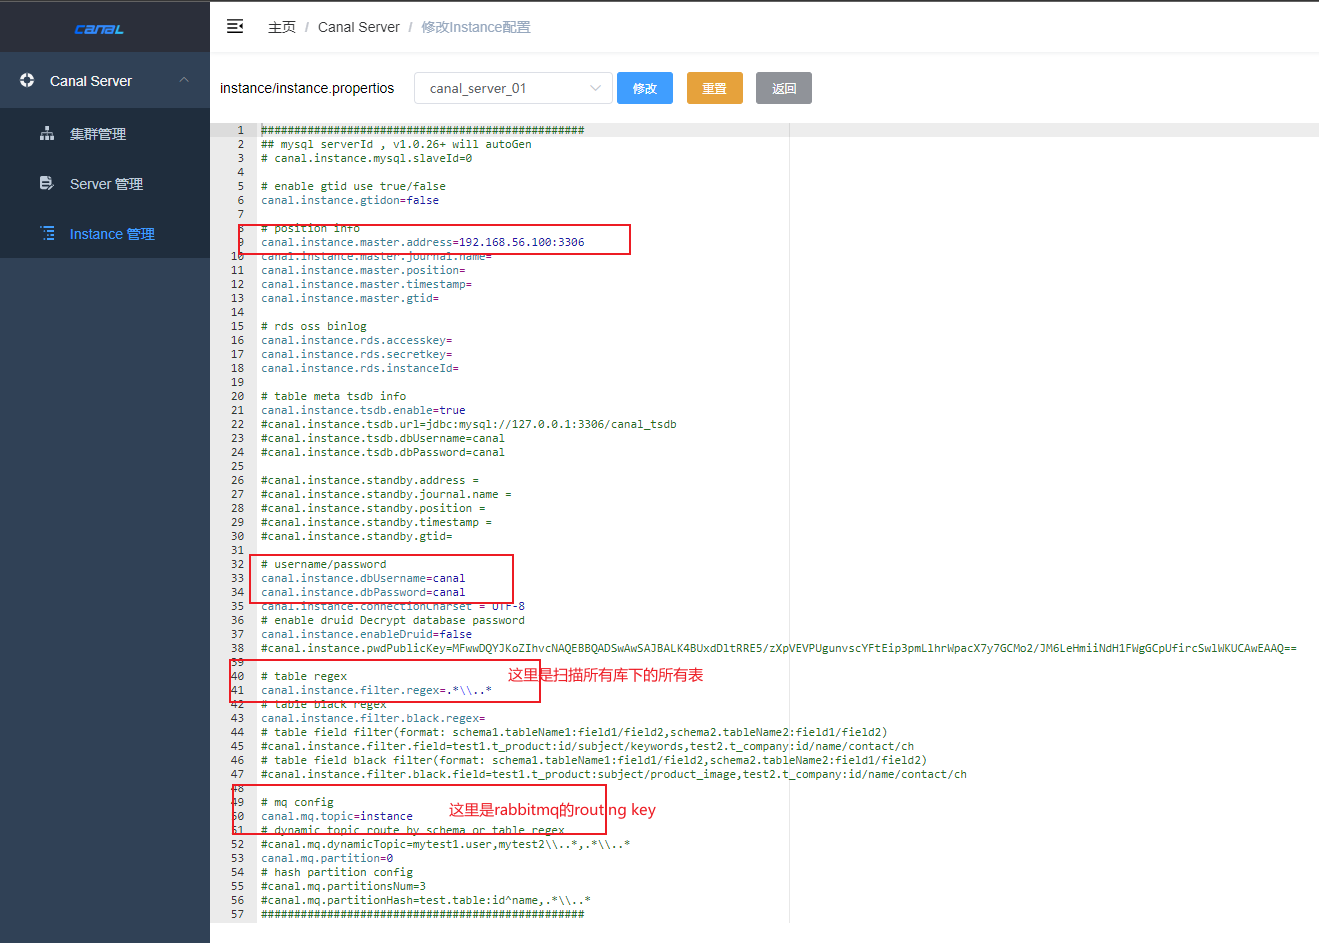 CANAL
主页 / Canal Server / 修改Instance配置
Canal Server
集群管理
Server 管理
Instance 管理
instance/instance.propertios canal_server_01 修改 重置 返回
1 #################################################
2 ## mysql serverId , v1.0.26+ will autoGen
3 # canal.instance.mysql.slaveId=0
4
5 # enable gtid use true/false
6 canal.instance.gtidon=false
7
8 # position info
9 canal.instance.master.address=192.168.56.100:3306
10 canal.instance.master.journal.name=
11 canal.instance.master.position=
12 canal.instance.master.timestamp=
13 canal.instance.master.gtid=
14
15 # rds oss binlog
16 canal.instance.rds.accesskey=
17 canal.instance.rds.secretkey=
18 canal.instance.rds.instanceId=
19
20 # table meta tsdb info
21 canal.instance.tsdb.enable=true
22 #canal.instance.tsdb.url=jdbc:mysql://127.0.0.1:3306/canal_tsdb
23 #canal.instance.tsdb.dbUsername=canal
24 #canal.instance.tsdb.dbPassword=canal
25
26 #canal.instance.standby.address =
27 #canal.instance.standby.journal.name =
28 #canal.instance.standby.position =
29 #canal.instance.standby.timestamp =
30 #canal.instance.standby.gtid=
31
32 # username/password
33 canal.instance.dbUsername=canal
34 canal.instance.dbPassword=canal
35 canal.instance.connectionCharset = UTF-8
36 # enable druid Decrypt database password
37 canal.instance.enableDruid=false
38 #canal.instance.pwdPublicKey=MFwwDQYJKoZIhvcNAQEBBQADSwAwSAJBALK4BUxdDltRRE5/zXpVEVPUgunvscYFtEip3pmLlhrWpacX7y7GCMo2/JM6LeHmiiNdH1FWgGCpUfircSwlWKUCAwEAAQ==
39
40 # table regex 这里是扫描所有库下的所有表
41 canal.instance.filter.regex=.*\\..*
42 # table black regex
43 canal.instance.filter.black.regex=
44 # table field filter(format: schema1.tableName1:field1/field2,schema2.tableName2:field1/field2)
45 #canal.instance.filter.field=test1.t_product:id/subject/keywords,test2.t_company:id/name/contact/ch
46 # table field black filter(format: schema1.tableName1:field1/field2,schema2.tableName2:field1/field2)
47 #canal.instance.filter.black.field=test1.t_product:subject/product_image,test2.t_company:id/name/contact/ch
48
49 # mq config
50 canal.mq.topic=instance 这里是rabbitmq的routing key
51 # dynamic topic route by schema or table regex
52 #canal.mq.dynamicTopic=mytest1.user,mytest2\\..*,.*\\..*
53 canal.mq.partition=0
54 # hash partition config
55 #canal.mq.partitionsNum=3
56 #canal.mq.partitionHash=test.table:id^name,.*\\..*
57 #################################################